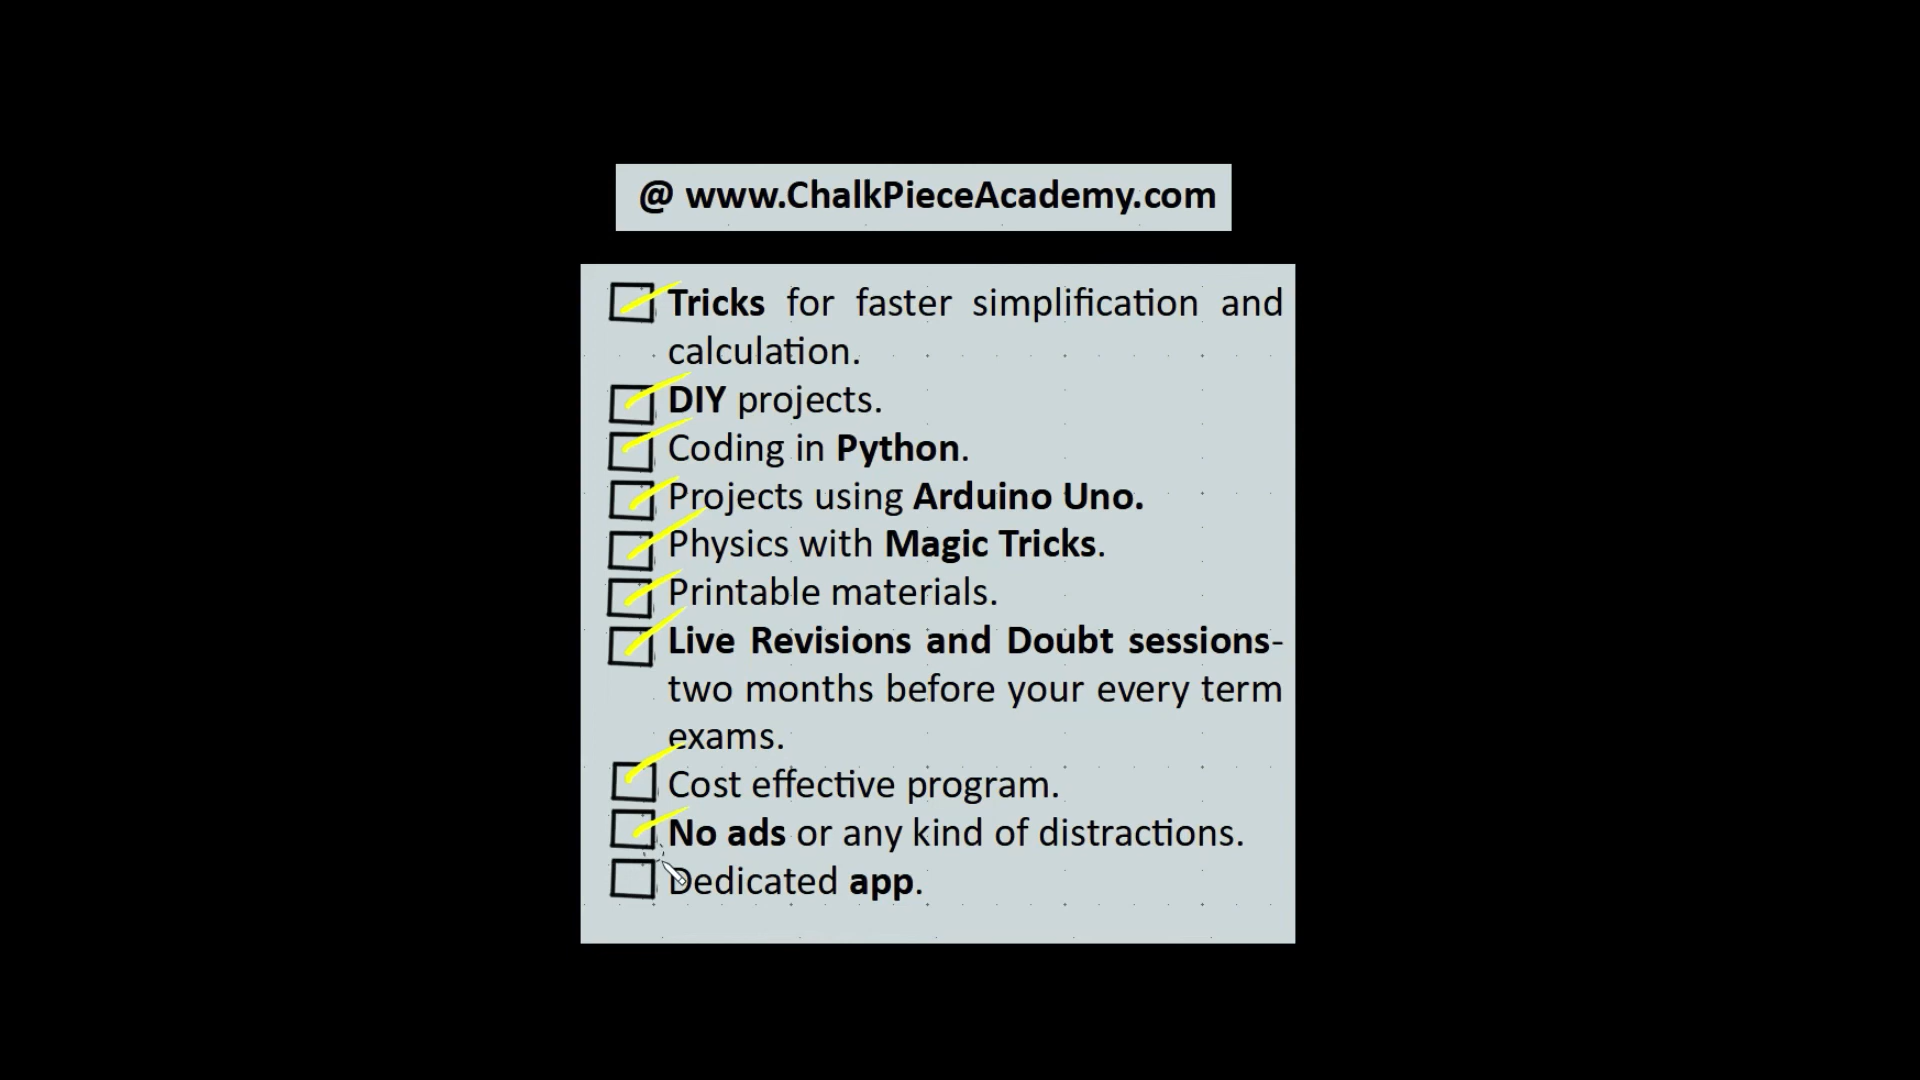 @ www.ChalkPieceAcademy.com
Tricks for faster simplification and
calculation.
DIY projects.
Coding in Python.
Projects using Arduino Uno.
Physics with Magic Tricks.
Printable materials.
Live Revisions and Doubt sessions-
two months before your every term
exams.
Cost effective program.
No ads or any kind of distractions.
Dedicated app.